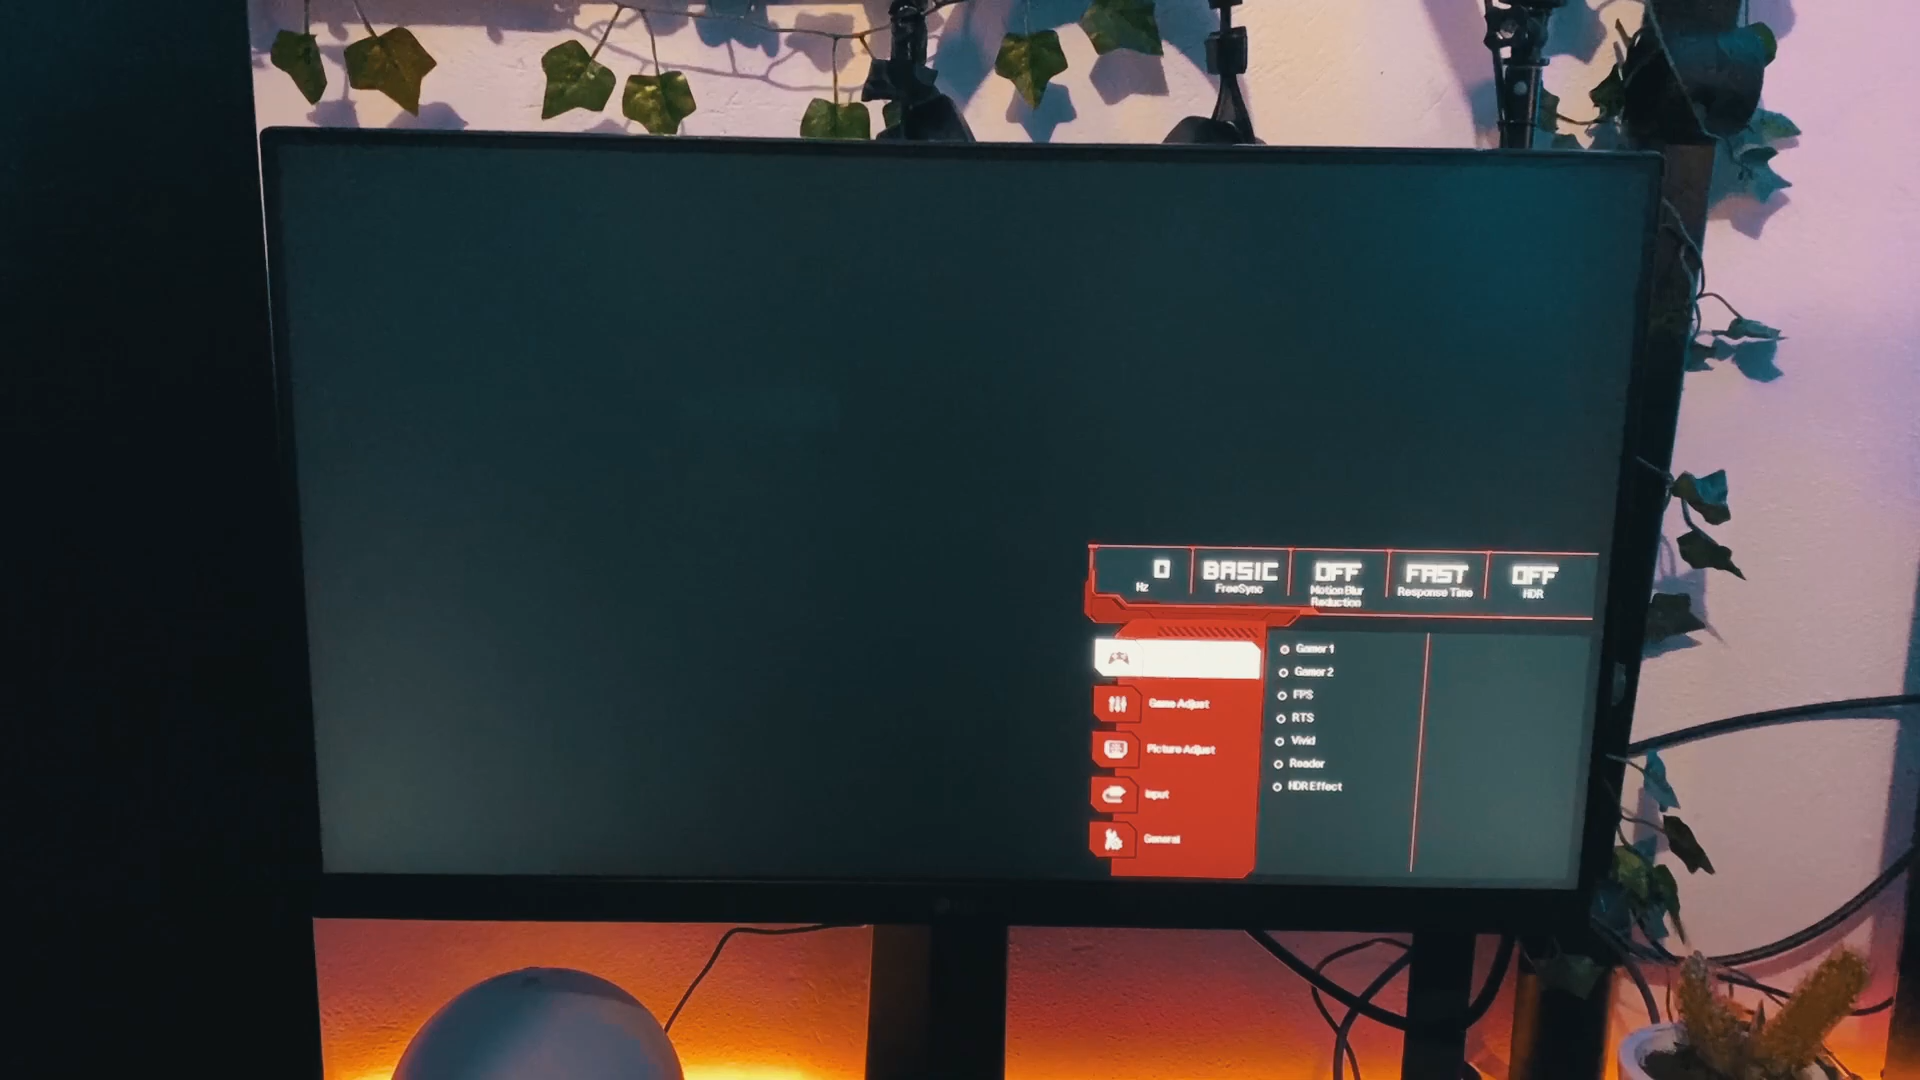 0
Hz
BASIC
FreeSync
OFF
Motion Blur
Reduction
FAST
Response Time
OFF
HDR
Game Adjust
Picture Adjust
Input
General
Gamer 1
Gamer 2
FPS
RTS
Vivid
Reader
HDR Effect